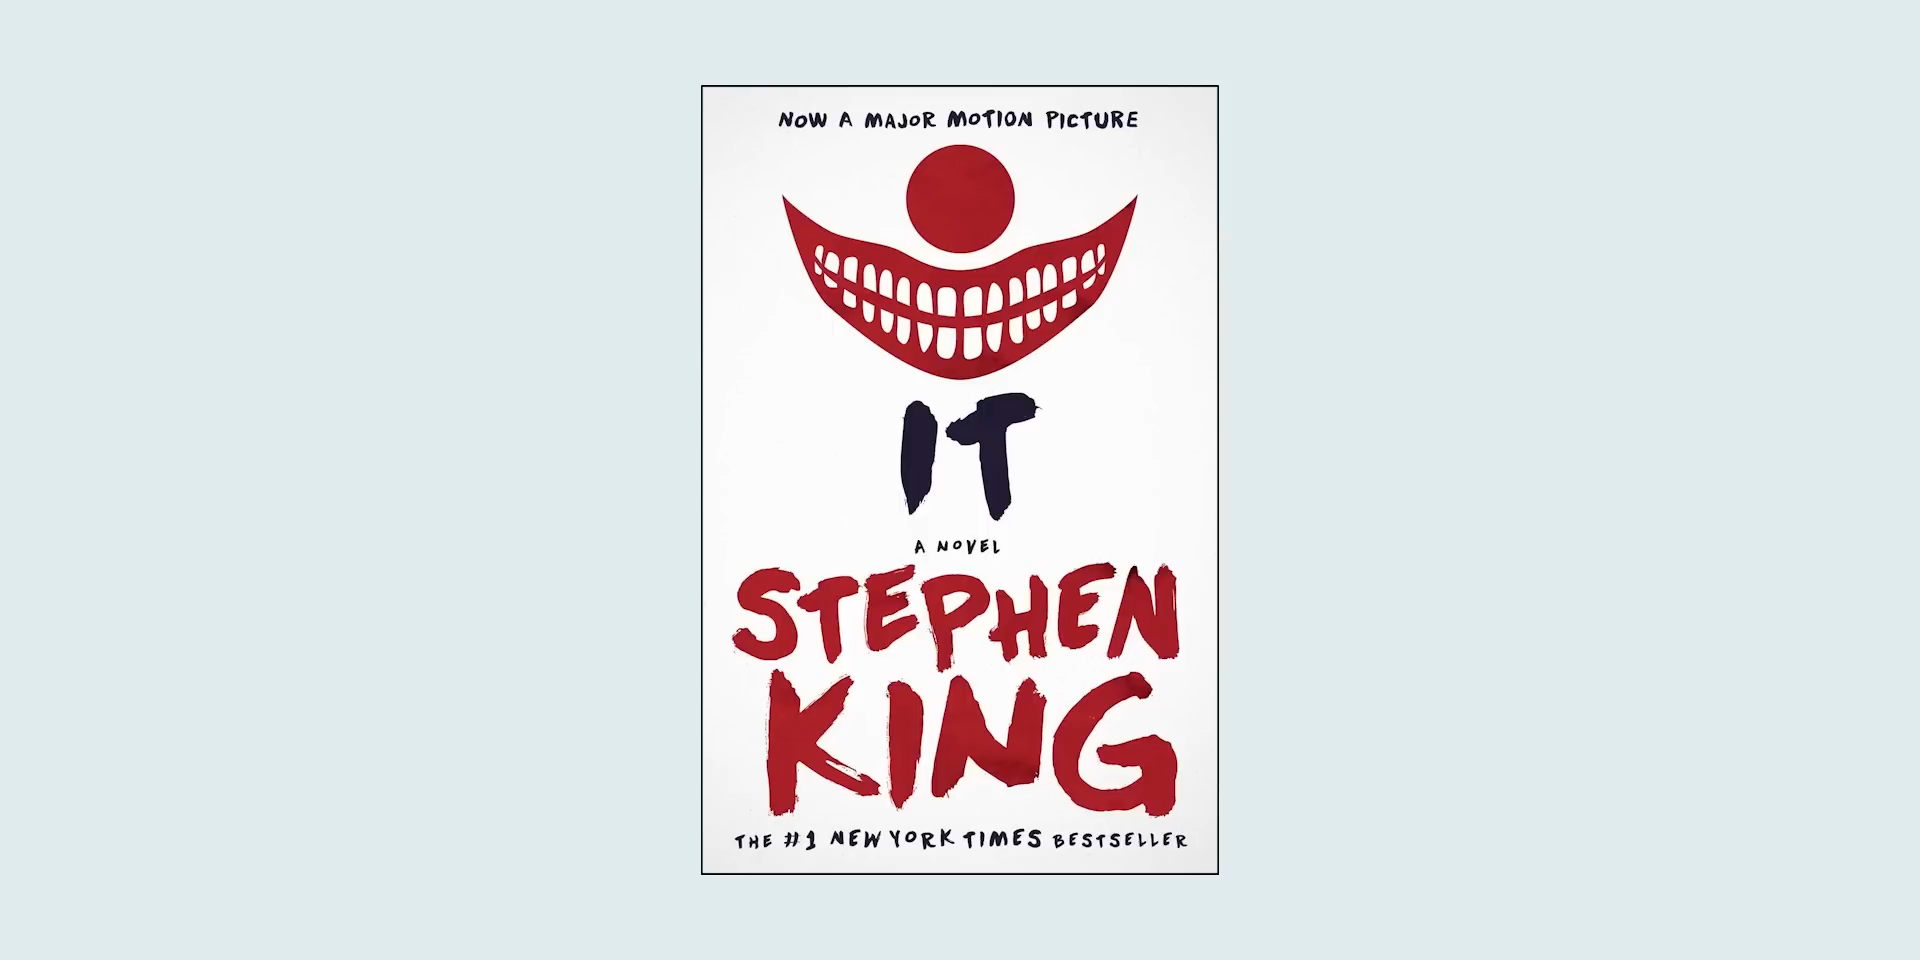 NOW A MAJOR MOTION PICTURE
IT
A NOVEL
STEPHEN
KING
THE #1 NEW YORK TIMES BESTSELLER